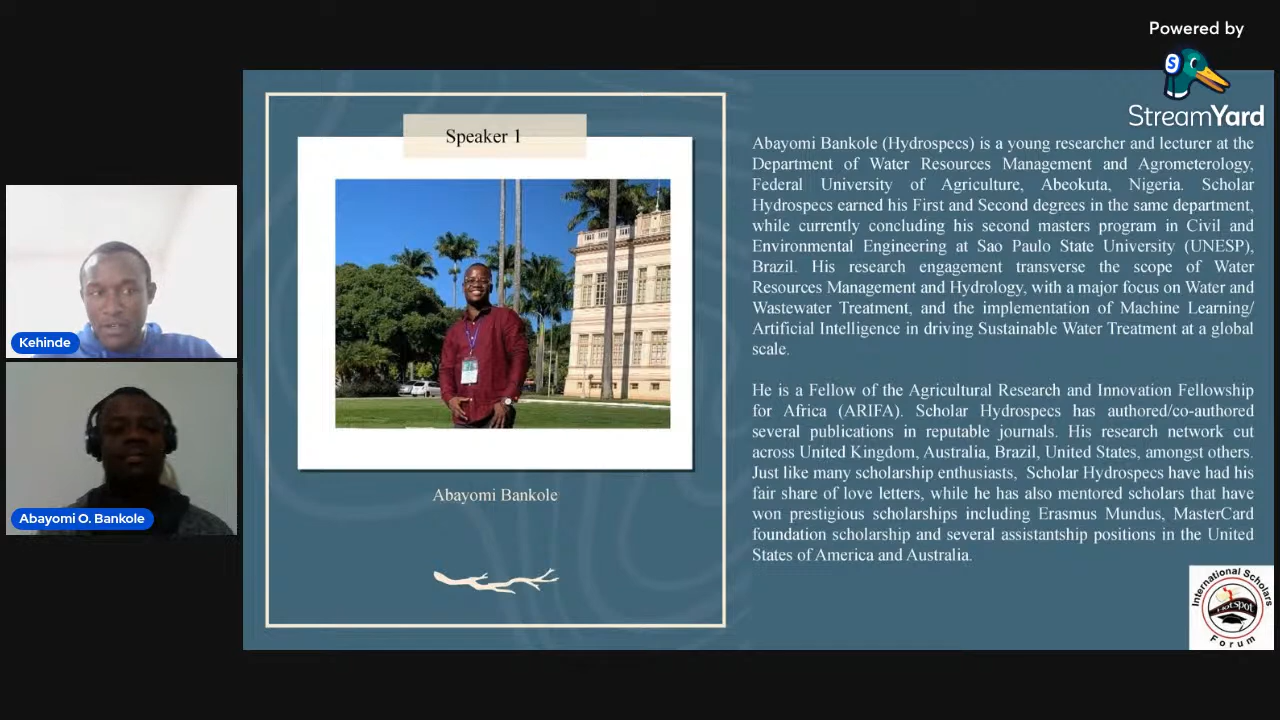 Powered by
StreamYard
Speaker 1
Abayomi Bankole (Hydrospecs) is a young researcher and lecturer at the
Department of Water Resources Management and Agrometerology,
Federal University of Agriculture, Abeokuta, Nigeria. Scholar
Hydrospecs earned his First and Second degrees in the same department,
while currently concluding his second masters program in Civil and
Environmental Engineering at Sao Paulo State University (UNESP),
Brazil. His research engagement transverse the scope of Water
Resources Management and Hydrology, with a major focus on Water and
Wastewater Treatment, and the implementation of Machine Learning/
Artificial Intelligence in driving Sustainable Water Treatment at a global
scale.
He is a Fellow of the Agricultural Research and Innovation Fellowship
for Africa (ARIFA). Scholar Hydrospecs has authored/co-authored
several publications in reputable journals. His research network cut
across United Kingdom, Australia, Brazil, United States, amongst others.
Just like many scholarship enthusiasts, Scholar Hydrospecs have had his
fair share of love letters, while he has also mentored scholars that have
won prestigious scholarships including Erasmus Mundus, MasterCard
foundation scholarship and several assistantship positions in the United
States of America and Australia.
Kehinde
Abayomi O. Bankole
Abayomi Bankole
International Scholars
HotSpot
Forum